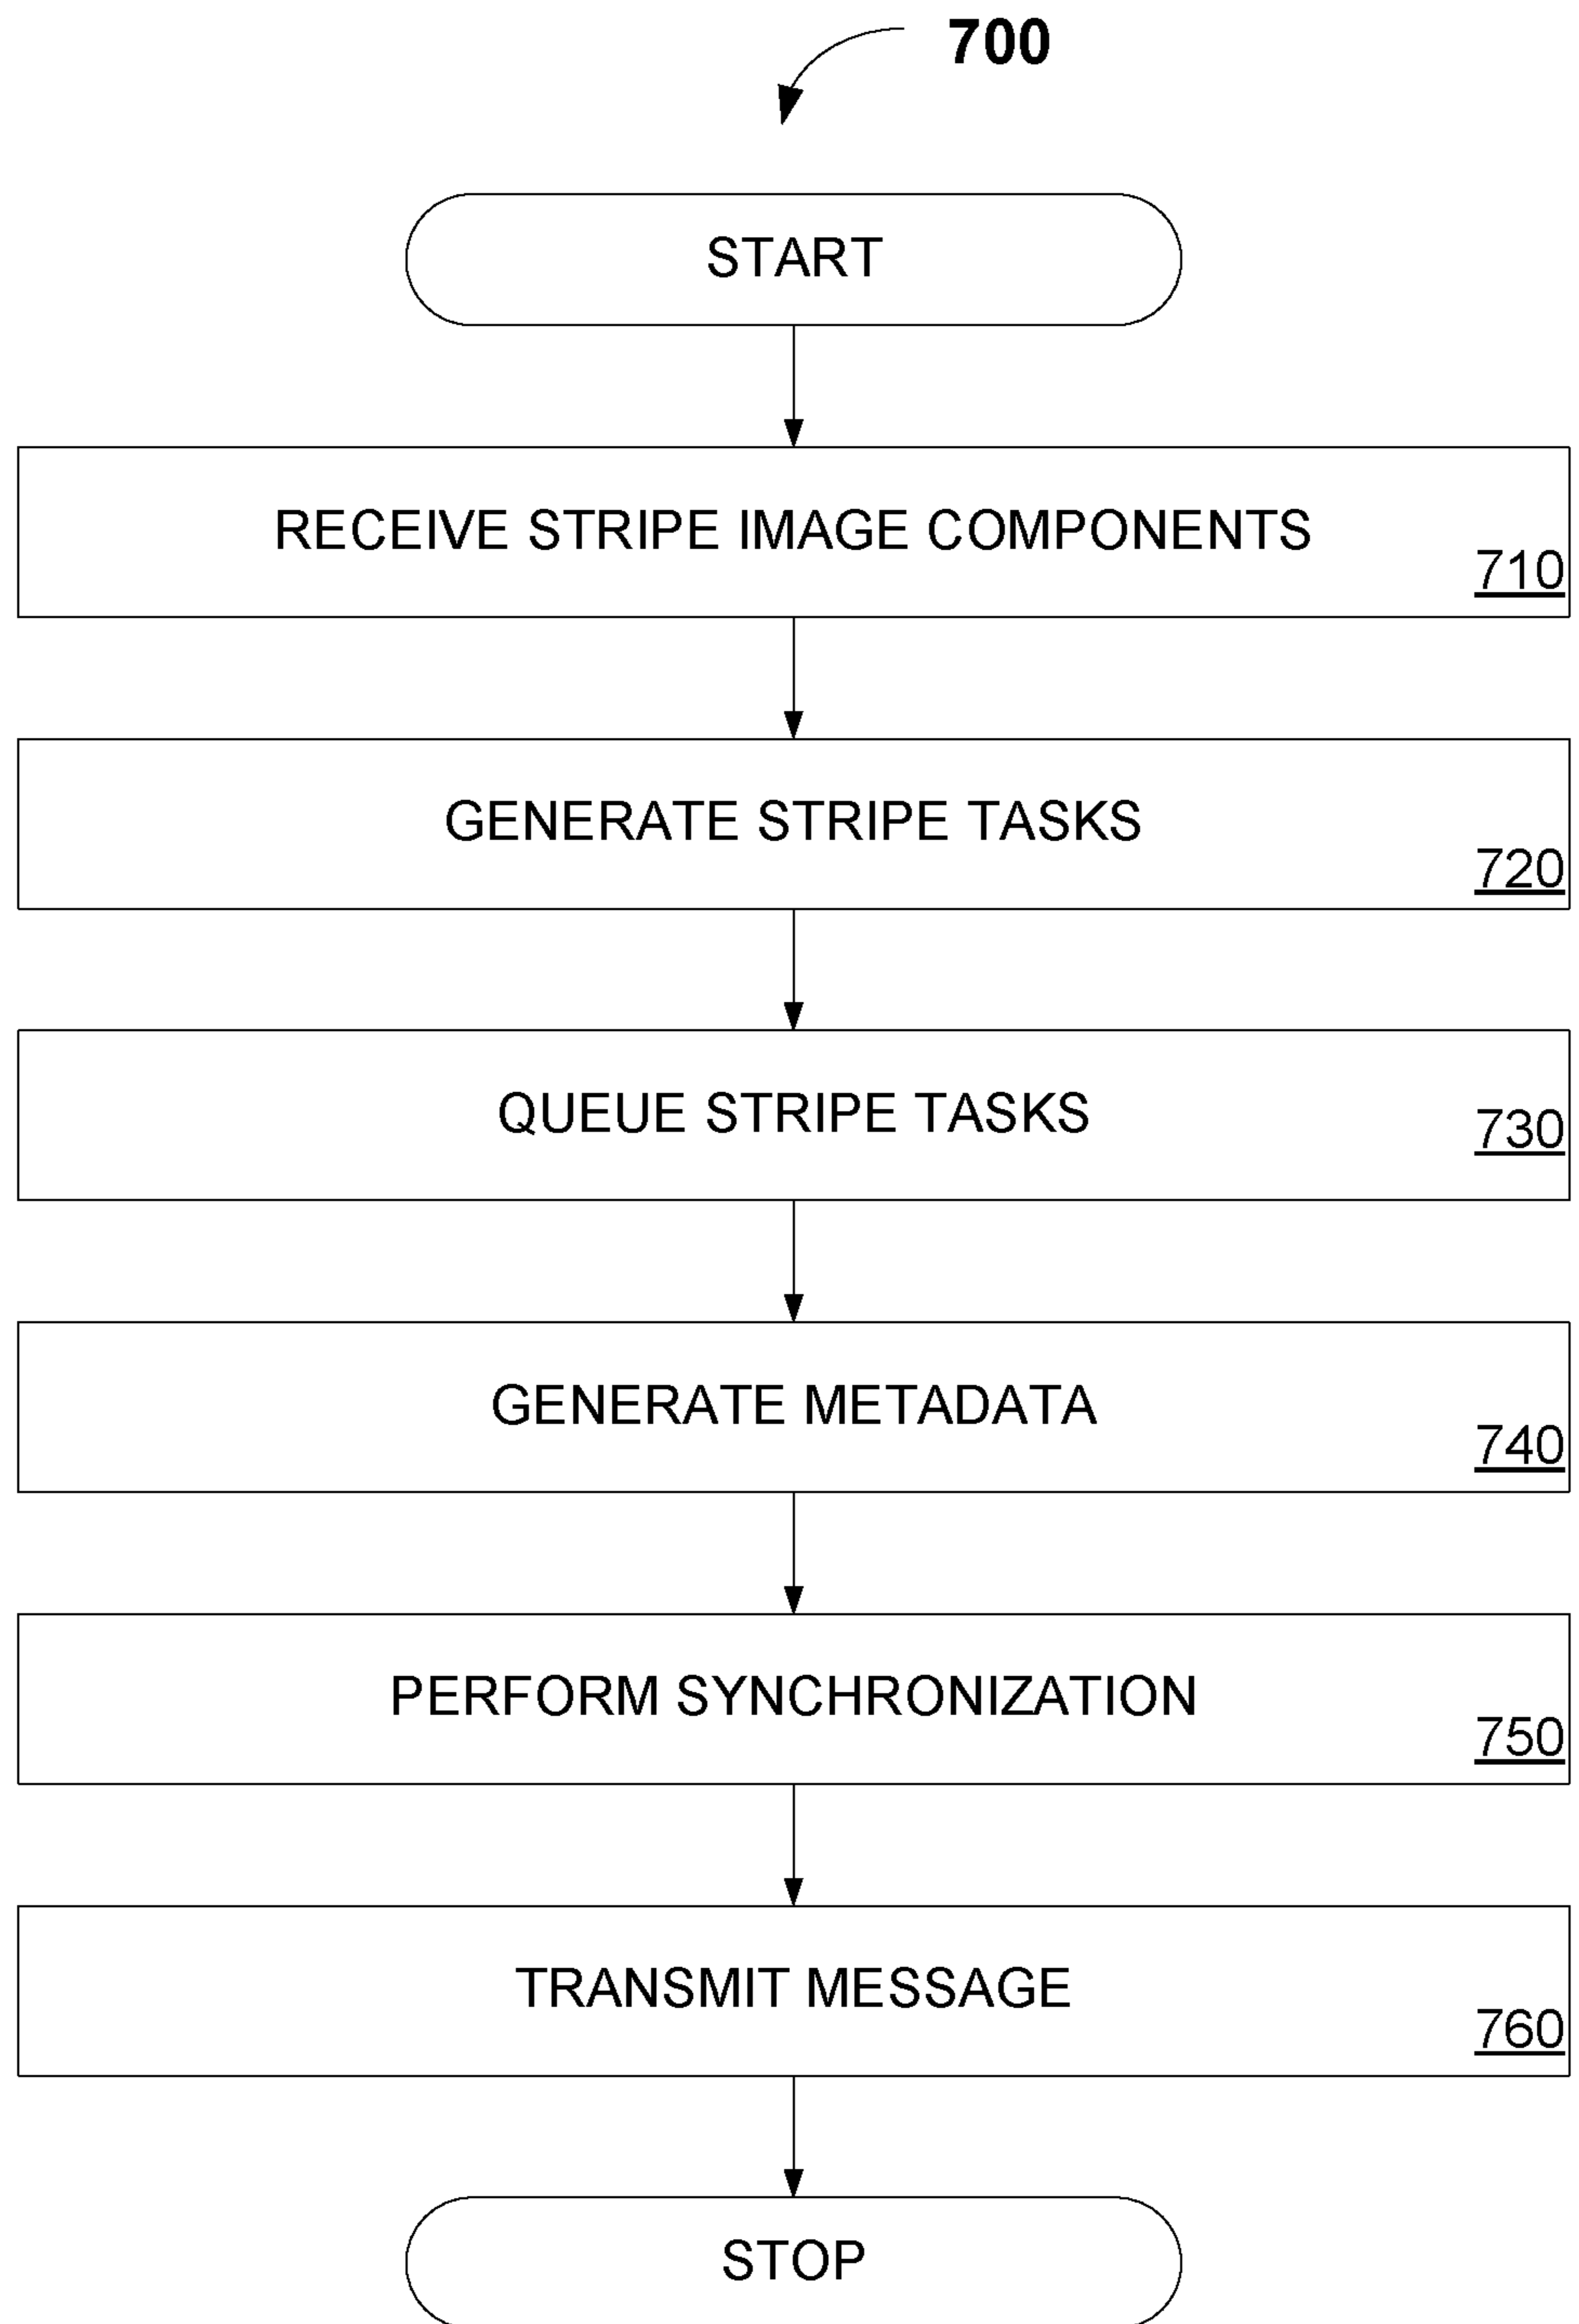 700
START
RECEIVE STRIPE IMAGE COMPONENTS
710
GENERATE STRIPE TASKS
720
QUEUE STRIPE TASKS
730
GENERATE METADATA
740
PERFORM SYNCHRONIZATION
750
TRANSMIT MESSAGE
760
STOP